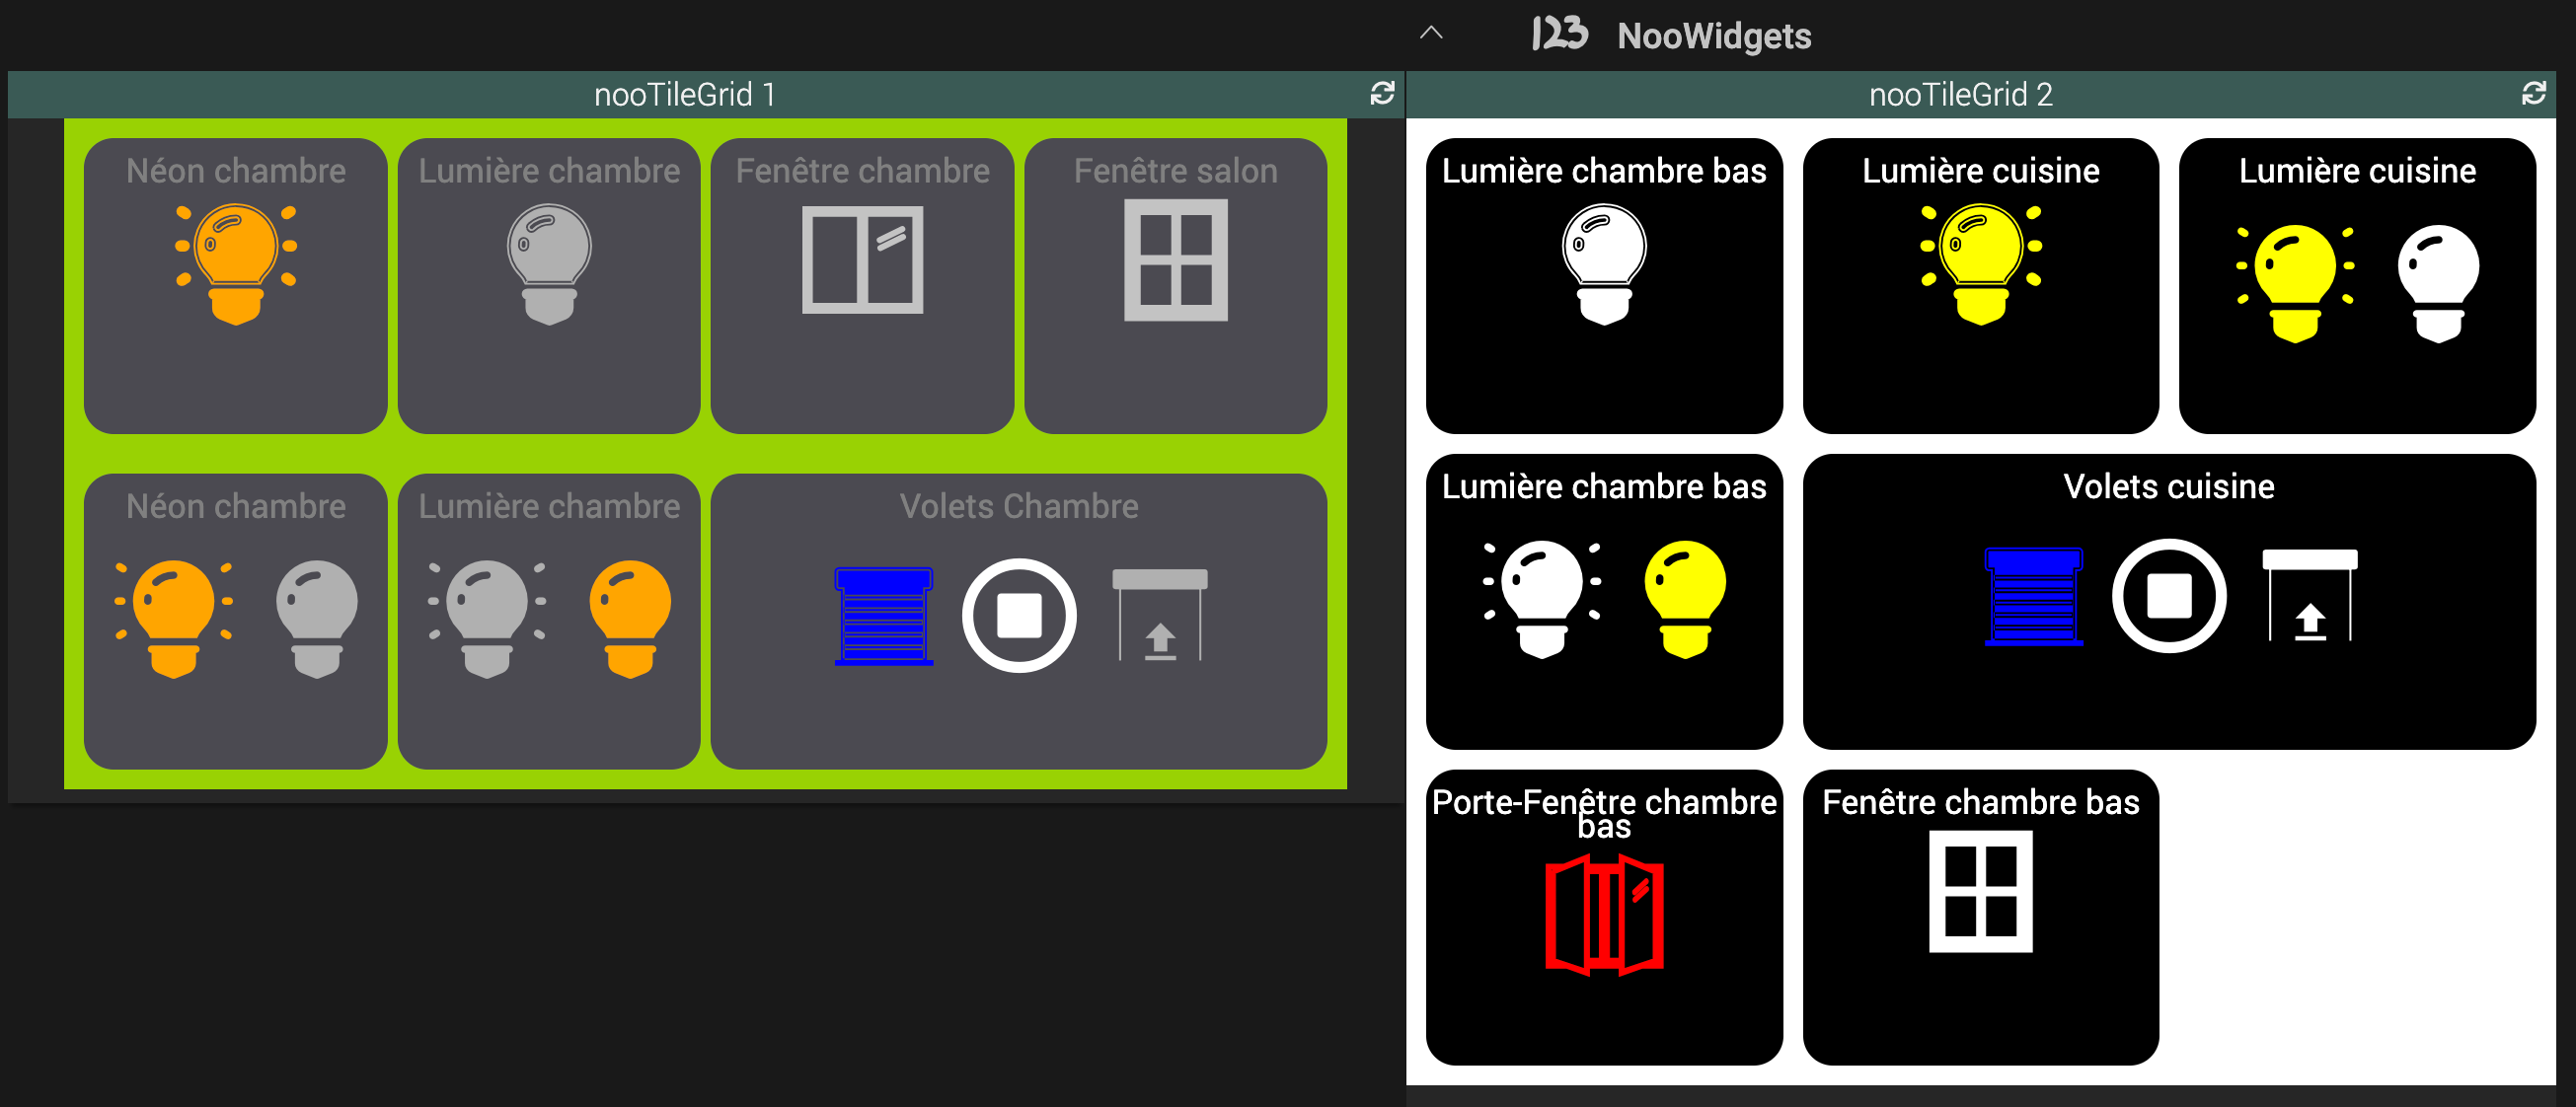 123 NooWidgets
nooTileGrid 1
Néon chambre
Lumière chambre
Fenêtre chambre
Fenêtre salon
Néon chambre
Lumière chambre
Volets Chambre
nooTileGrid 2
Lumière chambre bas
Lumière cuisine
Lumière cuisine
Lumière chambre bas
Volets cuisine
Porte-Fenêtre chambre
bas
Fenêtre chambre bas